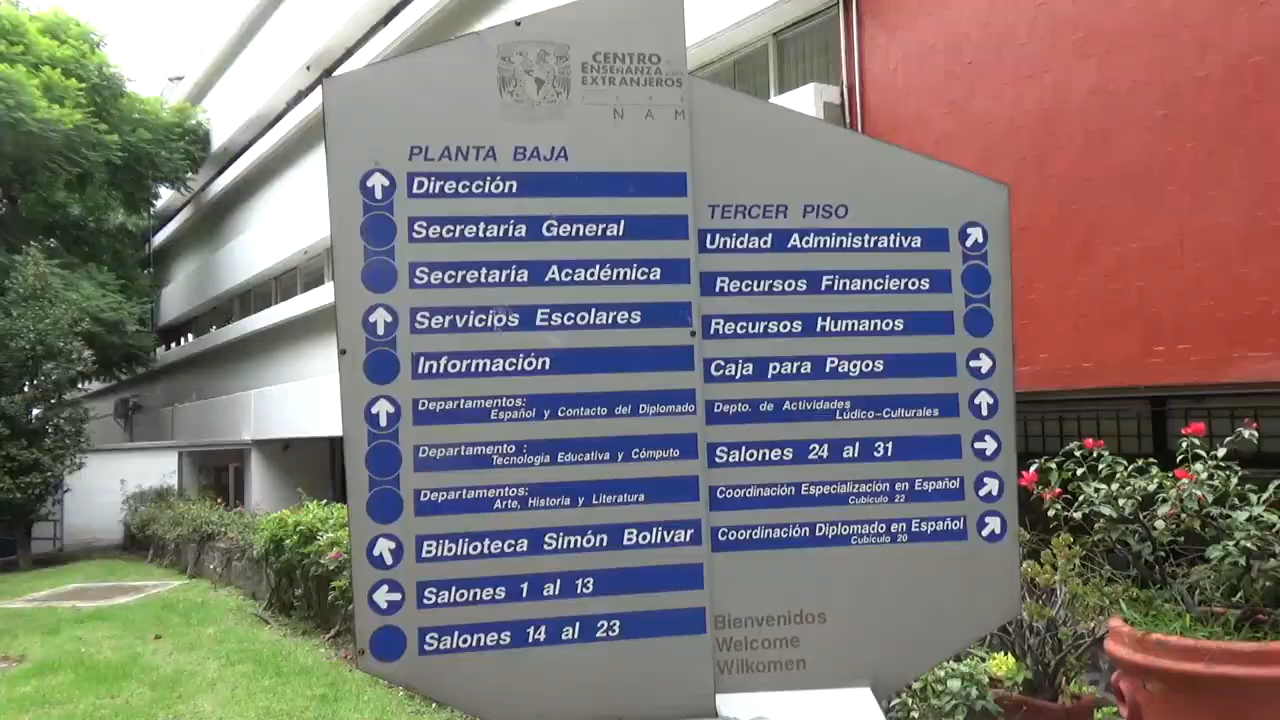 CENTRO
ENSEÑANZA
EXTRANJEROS
N A M
PLANTA BAJA
Dirección
Secretaría General
Secretaría Académica
Servicios Escolares
Información
Departamentos:
Español y Contacto del Diplomado
Departamento :
Tecnología Educativa y Cómputo
Departamentos:
Arte, Historia y Literatura
Biblioteca Simón Bolivar
Salones 1 al 13
Salones 14 al 23
TERCER PISO
Unidad Administrativa
Recursos Financieros
Recursos Humanos
Caja para Pagos
Depto. de Actividades
Lúdico-Culturales
Salones 24 al 31
Coordinación Especialización en Español
Cubículo 22
Coordinación Diplomado en Español
Cubículo 20
Bienvenidos
Welcome
Wilkomen